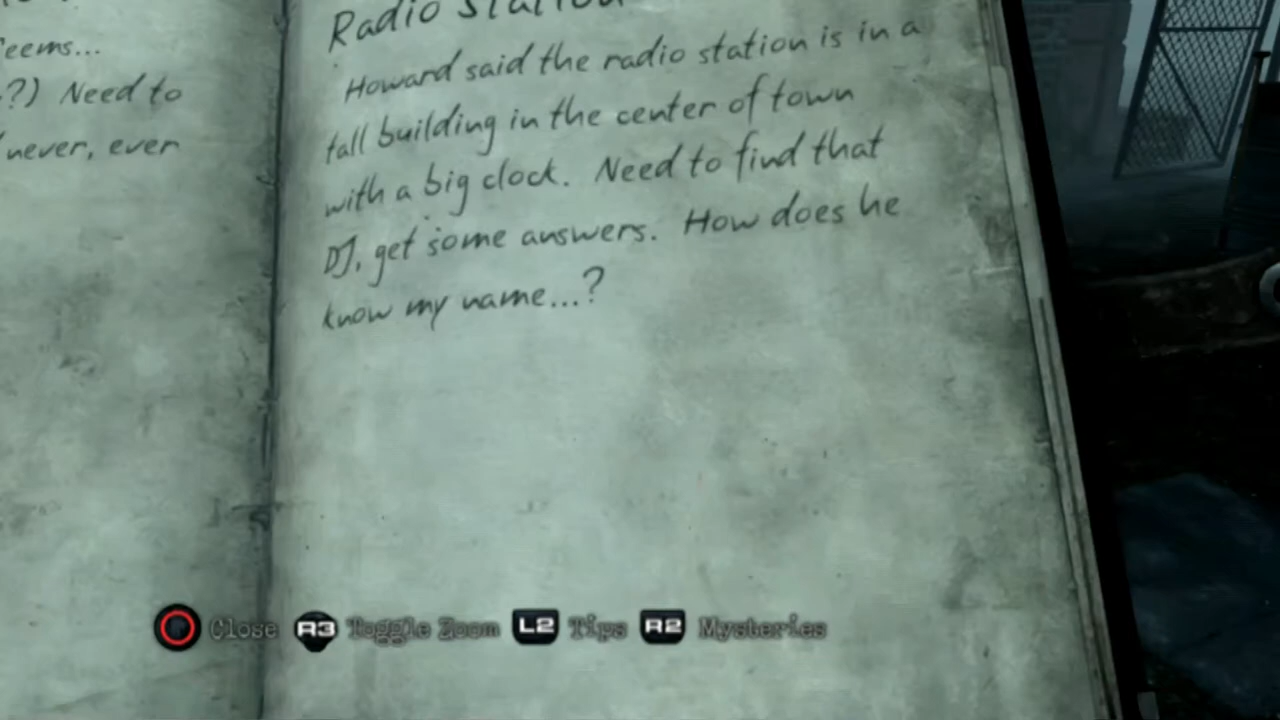 Seems...
?) Need to
never, ever
Radio Station
Howard said the radio station is in a
tall building in the center of town
with a big clock. Need to find that
DJ, get some answers. How does he
know my name...?
Close R3 Toggle Zoom L2 Tips R2 Mysteries